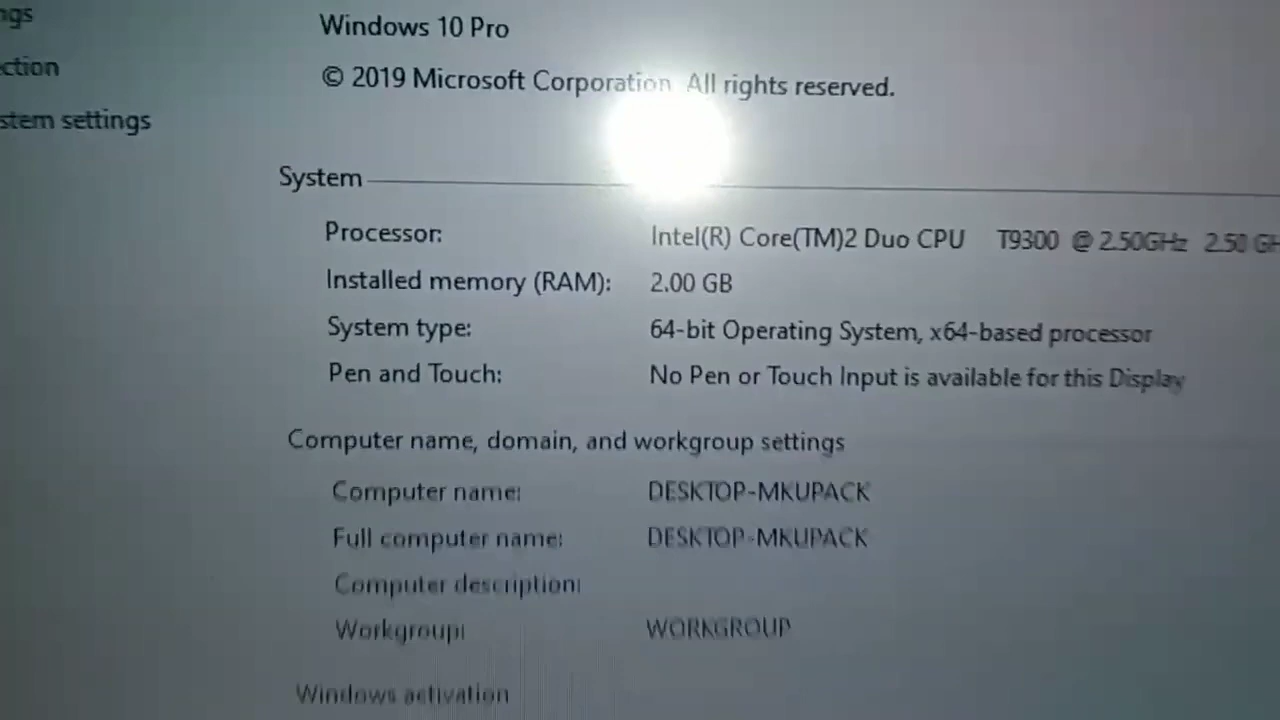 ngs
Windows 10 Pro
ction
© 2019 Microsoft Corporation. All rights reserved.
stem settings
System
Processor: Intel(R) Core(TM)2 Duo CPU T9300 @ 2.50GHz 2.50 GH
Installed memory (RAM): 2.00 GB
System type: 64-bit Operating System, x64-based processor
Pen and Touch: No Pen or Touch Input is available for this Display
Computer name, domain, and workgroup settings
Computer name: DESKTOP-MKUPACK
Full computer name: DESKTOP-MKUPACK
Computer description:
Workgroup: WORKGROUP
Windows activation